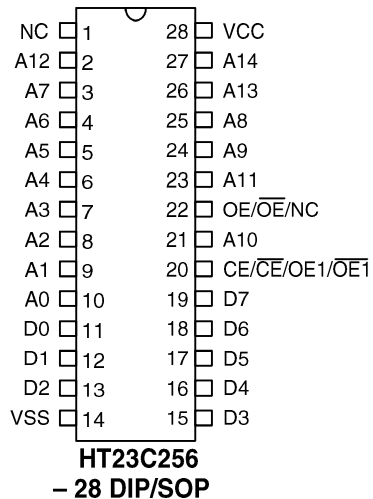 NC 1 28 VCC
A12 2 27 A14
A7 3 26 A13
A6 4 25 A8
A5 5 24 A9
A4 6 23 A11
A3 7 22 OE/O̅E̅/NC
A2 8 21 A10
A1 9 20 CE/C̅E̅/OE1/O̅E̅1̅
A0 10 19 D7
D0 11 18 D6
D1 12 17 D5
D2 13 16 D4
VSS 14 15 D3
HT23C256
– 28 DIP/SOP